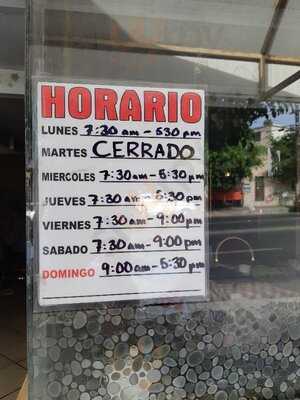 HORARIO
LUNES 7:30 am - 530 pm
MARTES CERRADO
MIERCOLES 7:30 am - 5:30 pm
JUEVES 7:30 am - 5:30 pm
VIERNES 7:30 am - 9:00 pm
SABADO 7:30 am - 9:00 pm
DOMINGO 9:00 am - 5:30 pm